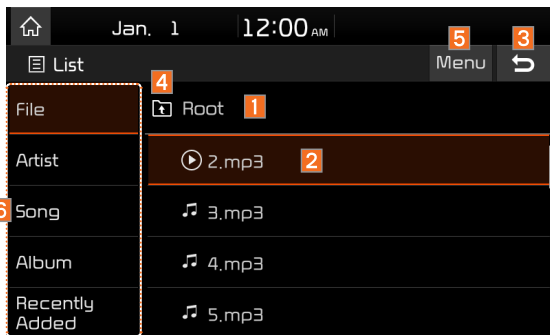 Jan. 1 12:00 AM
5 3
List Menu
4
File Root 1
Artist 2.mp3 2
6 Song 3.mp3
Album 4.mp3
Recently
Added 5.mp3